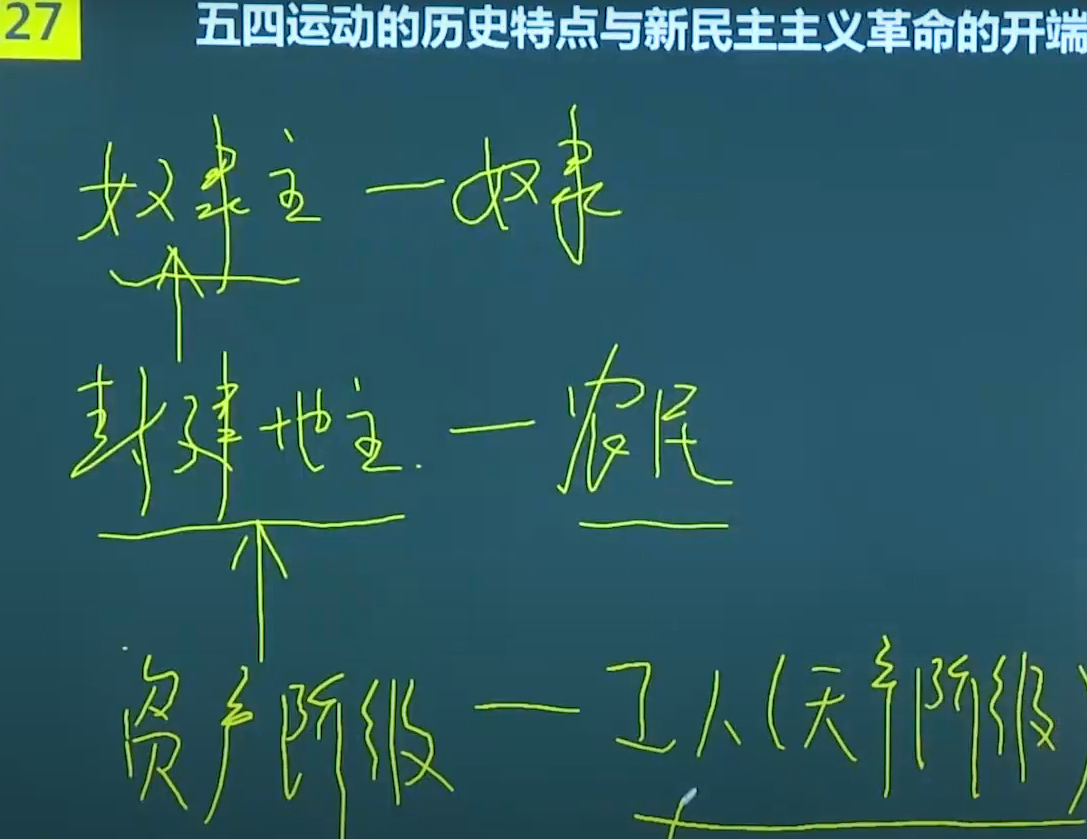 27 五四运动的历史特点与新民主主义革命的开端
奴隶主 — 奴隶
封建地主 — 农民
资产阶级 — 工人(无产阶级)